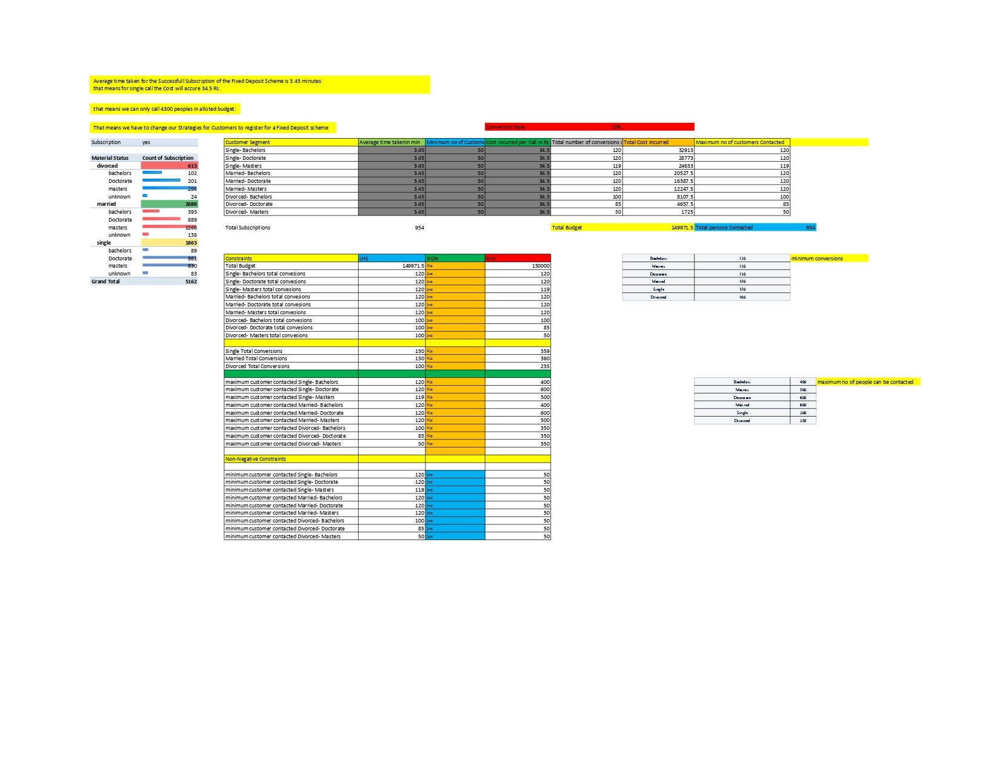 Average time taken for the Successfull Subscription of the Fixed Deposit Scheme is 3.45 minutes
that means for single call the Cost will accure 34.5 Rs.
that means we can only call 4300 peoples in alloted budget.
That means we have to change our Strategies for Customers to register for a Fixed Deposit scheme
Conversion Rate 13%
Subscription yes
Material Status Count of Subscription
divorced 613
bachelors 102
Doctorate 201
masters 286
unknown 24
married 2686
bachelors 393
Doctorate 889
masters 1266
unknown 138
single 1863
bachelors 89
Doctorate 861
masters 830
unknown 83
Grand Total 5162
Customer Segment Average time takenin min Minimum no of Custome Cost incurred per Call in Rs. Total number of conversions Total Cost Incurred Maximum no of customers Contacted
Single- Bachelors 3.45 50 34.5 120 32913 120
Single- Doctorate 3.45 50 34.5 120 28773 120
Single- Masters 3.45 50 34.5 119 24633 119
Married- Bachelors 3.45 50 34.5 120 20527.5 120
Married- Doctorate 3.45 50 34.5 120 16387.5 120
Married- Masters 3.45 50 34.5 120 12247.5 120
Divorced- Bachelors 3.45 50 34.5 100 8107.5 100
Divorced- Doctorate 3.45 50 34.5 85 4657.5 85
Divorced- Masters 3.45 50 34.5 50 1725 50
Total Subscriptions 954 Total Budget 149971.5 Total persons Contacted 954
Constraints LHS SIGN RHS
Total Budget 149971.5 <= 150000
Single- Bachelors total convesions 120 >= 120
Single- Doctorate total convesions 120 >= 120
Single- Masters total convesions 120 >= 119
Married- Bachelors total convesions 120 >= 120
Married- Doctorate total convesions 120 >= 120
Married- Masters total convesions 120 >= 120
Divorced- Bachelors total convesions 100 >= 100
Divorced- Doctorate total convesions 100 >= 85
Divorced- Masters total convesions 100 >= 50
Single Total Conversions 150 <= 359
Married Total Conversions 150 <= 360
Divorced Total Conversions 100 <= 235
maximum customer contacted Single- Bachelors 120 <= 400
maximum customer contacted Single- Doctorate 120 <= 600
maximum customer contacted Single- Masters 119 <= 500
maximum customer contacted Married- Bachelors 120 <= 400
maximum customer contacted Married- Doctorate 120 <= 600
maximum customer contacted Married- Masters 120 <= 500
maximum customer contacted Divorced- Bachelors 100 <= 350
maximum customer contacted Divorced- Doctorate 85 <= 350
maximum customer contacted Divorced- Masters 50 <= 350
Non-Negative Constraints
minimum customer contacted Single- Bachelors 120 >= 50
minimum customer contacted Single- Doctorate 120 >= 50
minimum customer contacted Single- Masters 119 >= 50
minimum customer contacted Married- Bachelors 120 >= 50
minimum customer contacted Married- Doctorate 120 >= 50
minimum customer contacted Married- Masters 120 >= 50
minimum customer contacted Divorced- Bachelors 100 >= 50
minimum customer contacted Divorced- Doctorate 85 >= 50
minimum customer contacted Divorced- Masters 50 >= 50
Bachelors 120 minimum conversions
Masters 120
Doctorate 120
Married 150
Single 150
Divorced 100
Bachelors 400 maximum no of people can be contacted
Masters 500
Doctorate 600
Married 600
Single 300
Divorced 350